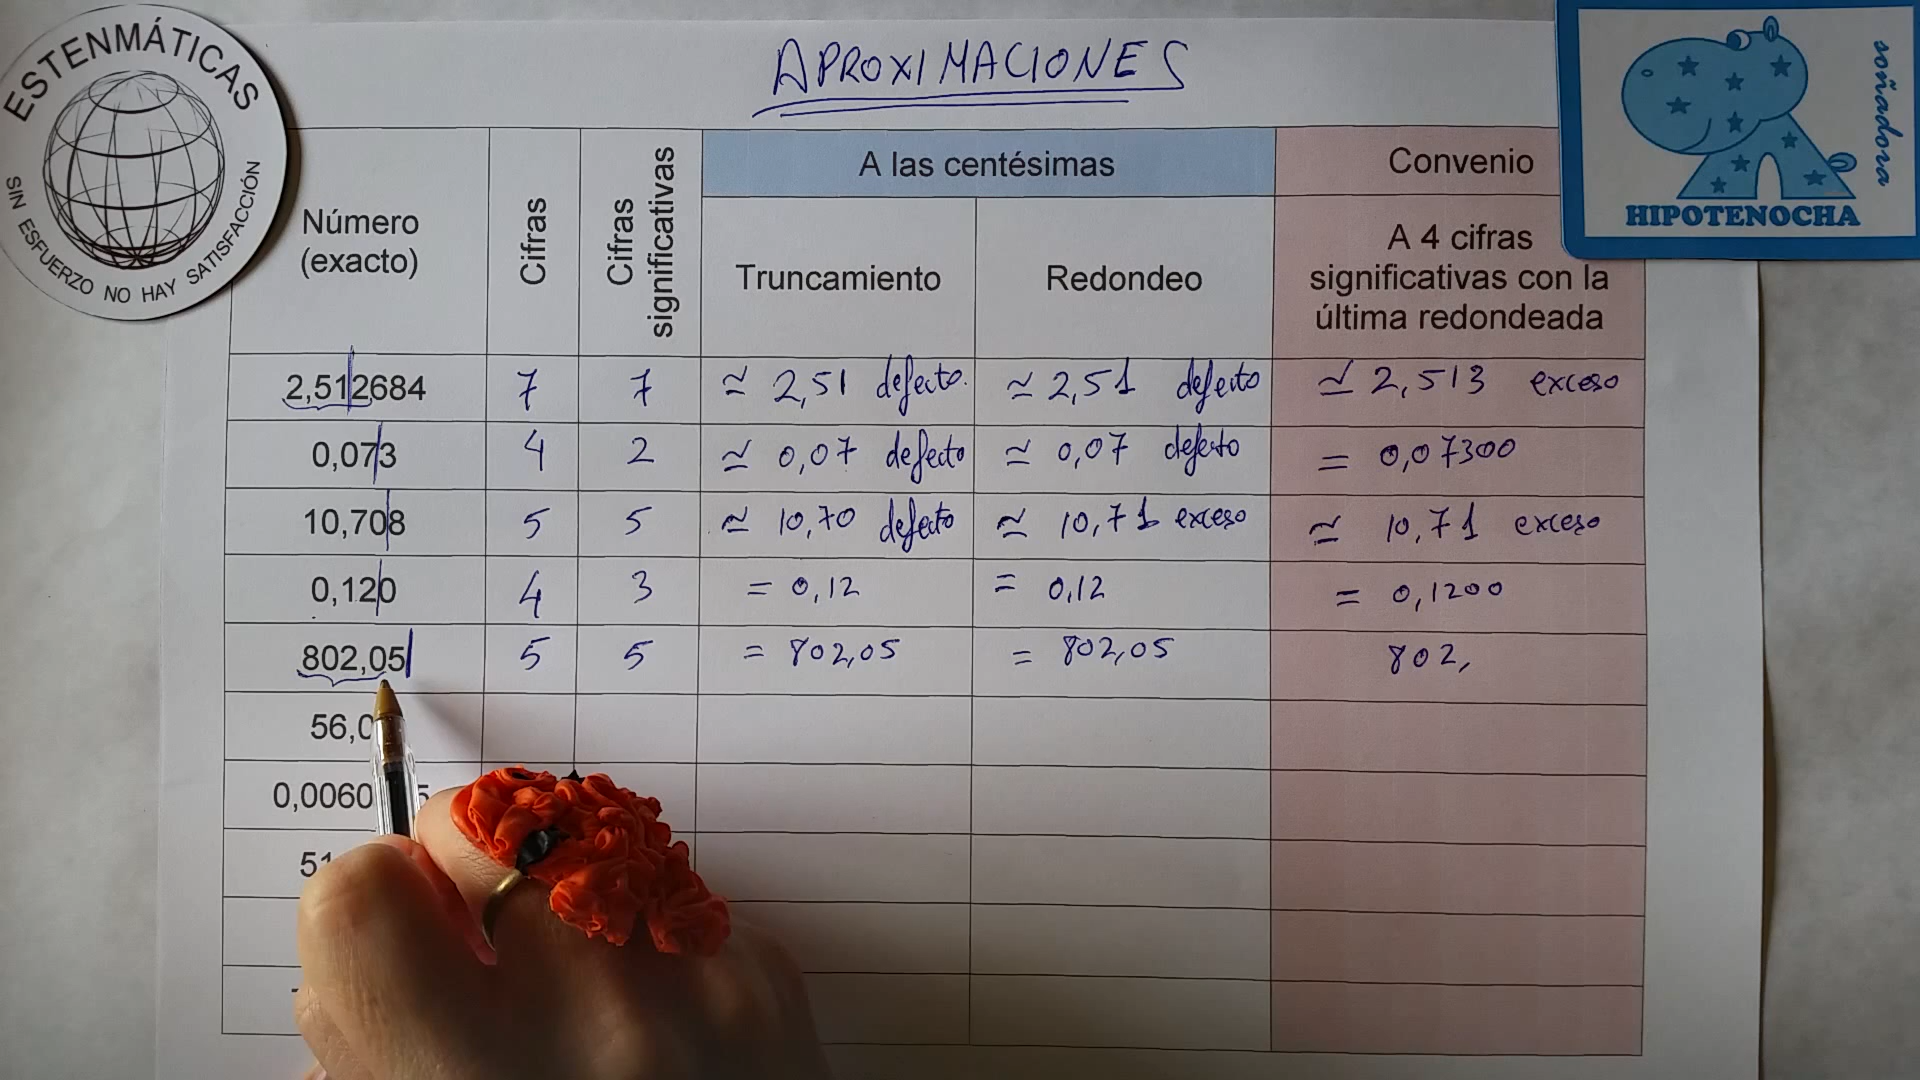 APROXIMACIONES
ESTENMÁTICAS
SIN ESFUERZO NO HAY SATISFACCIÓN
soñadora
HIPOTENOCHA
Número
(exacto)
Cifras
Cifras
significativas
A las centésimas
Convenio
Truncamiento
Redondeo
A 4 cifras
significativas con la
última redondeada
2,512684 7 7 ≃ 2,51 defecto. ≃ 2,51 defecto ≃ 2,513 exceso
0,073 4 2 ≃ 0,07 defecto ≃ 0,07 defecto = 0,07300
10,708 5 5 ≃ 10,70 defecto ≃ 10,71 exceso ≃ 10,71 exceso
0,120 4 3 = 0,12 = 0,12 = 0,1200
802,05 5 5 = 802,05 = 802,05 802,
56,0
0,0060
51